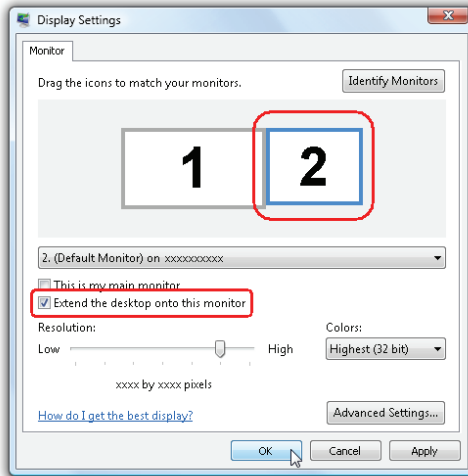 Display Settings
Monitor
Drag the icons to match your monitors.
Identify Monitors
1 2
2. (Default Monitor) on xxxxxxxxxx
This is my main monitor
Extend the desktop onto this monitor
Resolution: Colors:
Low High Highest (32 bit)
xxxx by xxxx pixels
How do I get the best display?
Advanced Settings...
OK Cancel Apply